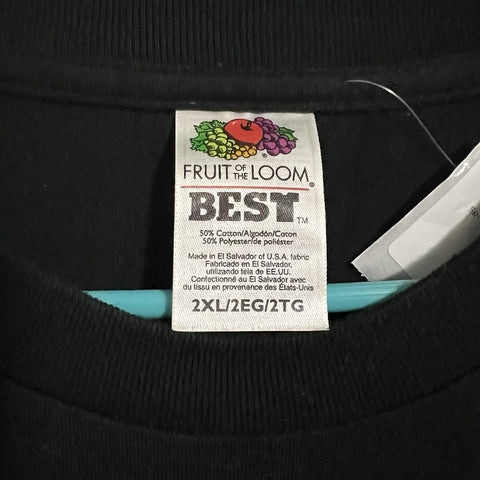 FRUIT OF THE LOOM
®
BEST™
50% Cotton/Algodón/Coton
50% Polyester/de poliéster
Made in El Salvador of U.S.A. fabric
Fabricado en El Salvador,
utilizando tela de EE.UU.
Confectionné au El Salvador avec
du tissu en provenance des États-Unis
2XL/2EG/2TG